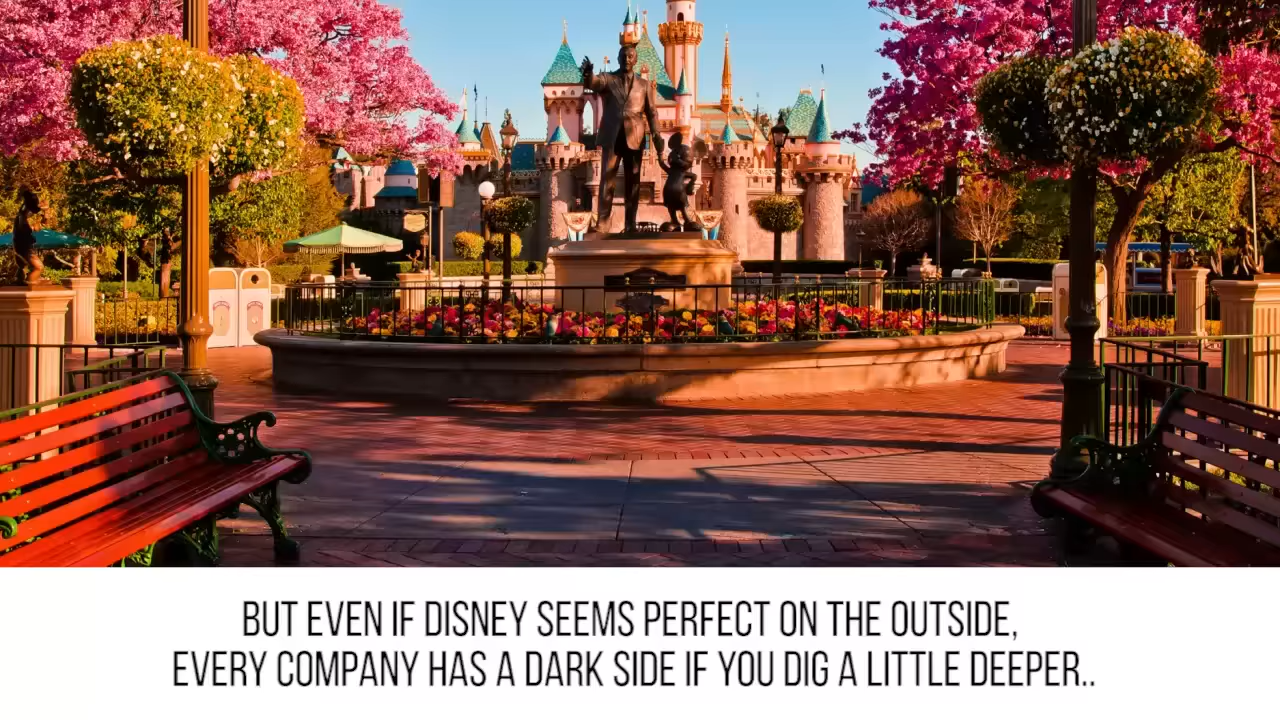 BUT EVEN IF DISNEY SEEMS PERFECT ON THE OUTSIDE,
EVERY COMPANY HAS A DARK SIDE IF YOU DIG A LITTLE DEEPER..